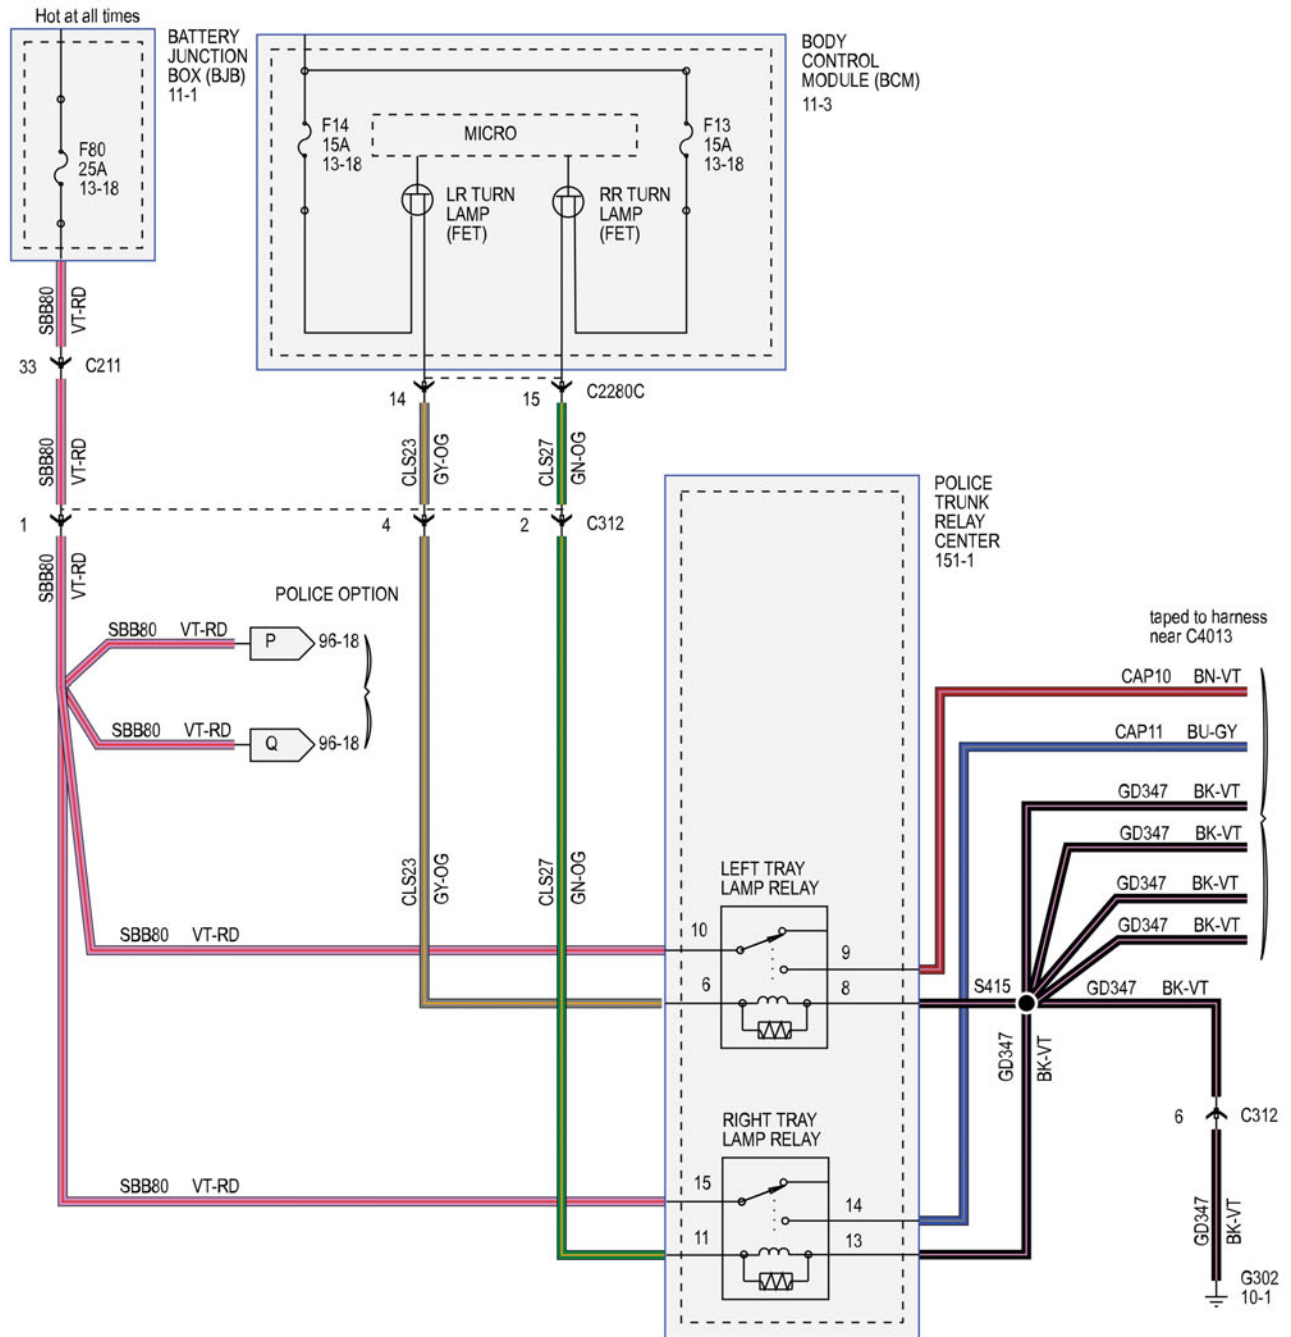 Hot at all times
BATTERY
JUNCTION
BOX (BJB)
11-1
BODY
CONTROL
MODULE (BCM)
11-3
F80
25A
13-18
F14
15A
13-18
MICRO
F13
15A
13-18
LR TURN
LAMP
(FET)
RR TURN
LAMP
(FET)
SBB80
VT-RD
33
C211
14
15
C2280C
SBB80
VT-RD
CLS23
GY-OG
CLS27
GN-OG
1
4
2
C312
POLICE
TRUNK
RELAY
CENTER
151-1
SBB80
VT-RD
POLICE OPTION
SBB80 VT-RD
P
96-18
SBB80 VT-RD
Q
96-18
taped to harness
near C4013
CAP10 BN-VT
CAP11 BU-GY
GD347 BK-VT
GD347 BK-VT
GD347 BK-VT
GD347 BK-VT
CLS23
GY-OG
CLS27
GN-OG
LEFT TRAY
LAMP RELAY
SBB80 VT-RD
10
9
6
8
S415
GD347 BK-VT
GD347
BK-VT
6
C312
RIGHT TRAY
LAMP RELAY
SBB80 VT-RD
15
14
11
13
GD347
BK-VT
G302
10-1